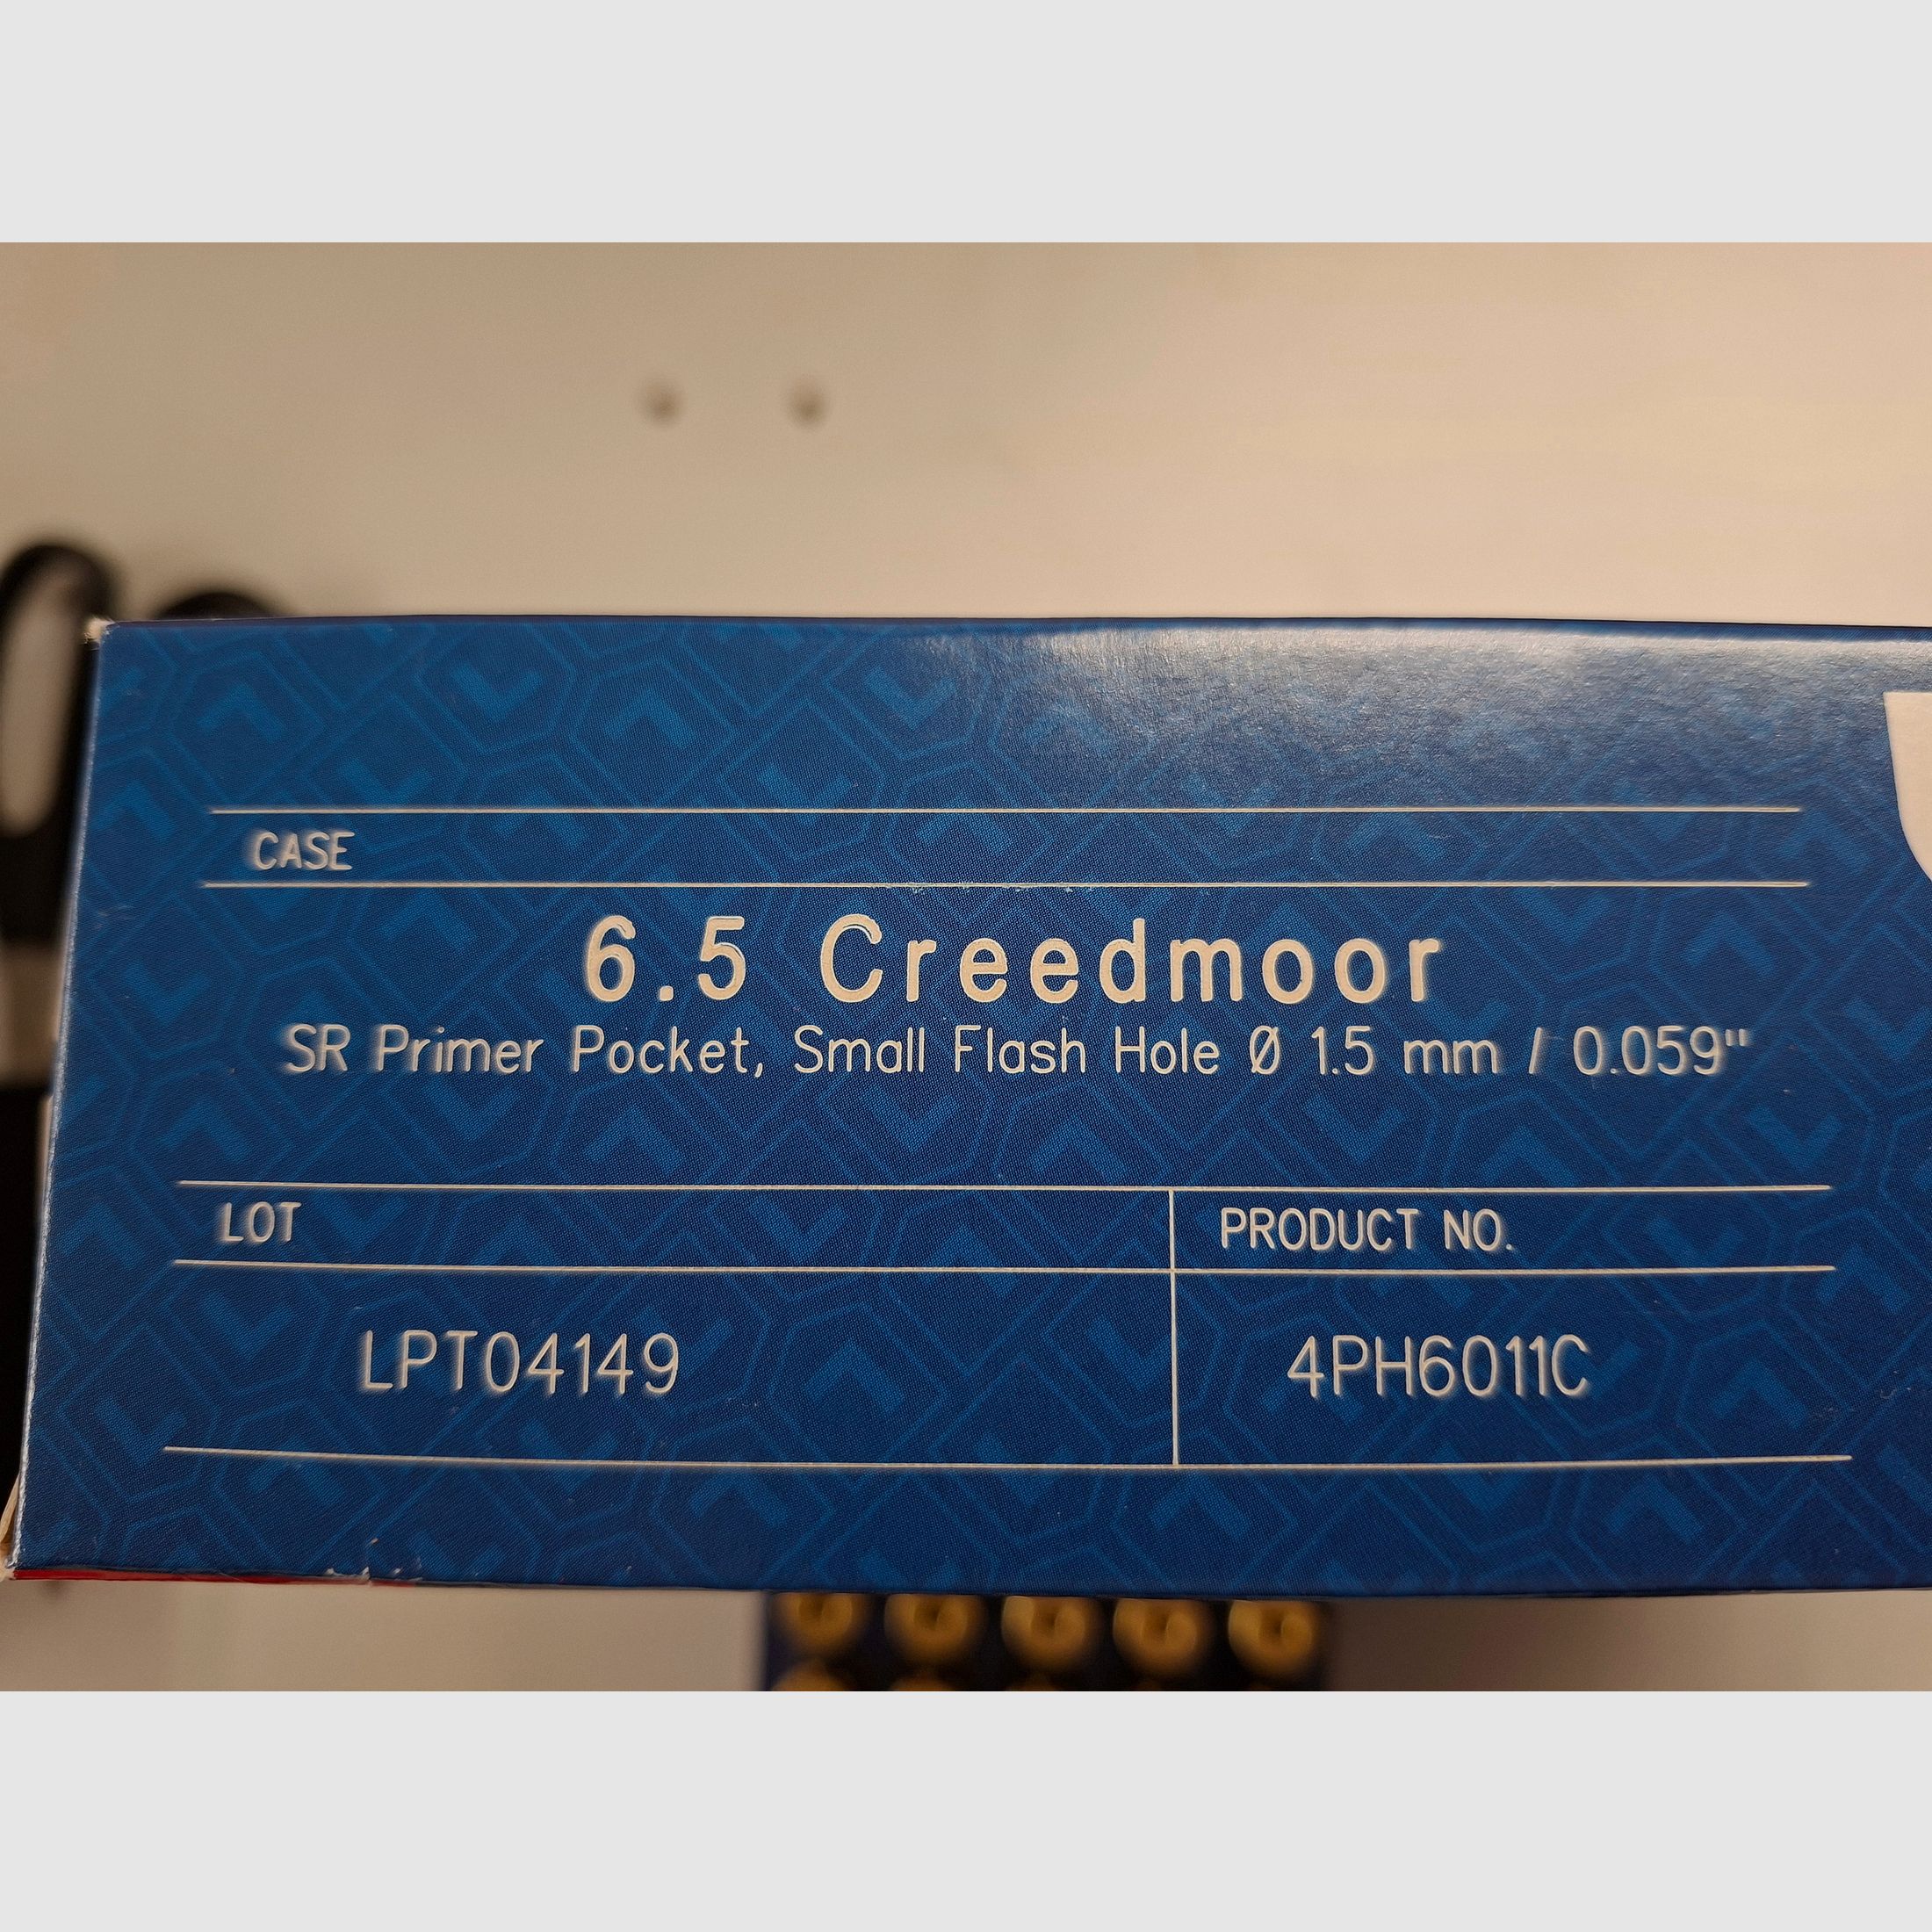 CASE
6.5 Creedmoor
SR Primer Pocket, Small Flash Hole Ø 1.5 mm / 0.059"
LOT
PRODUCT NO.
LPT04149
4PH6011C